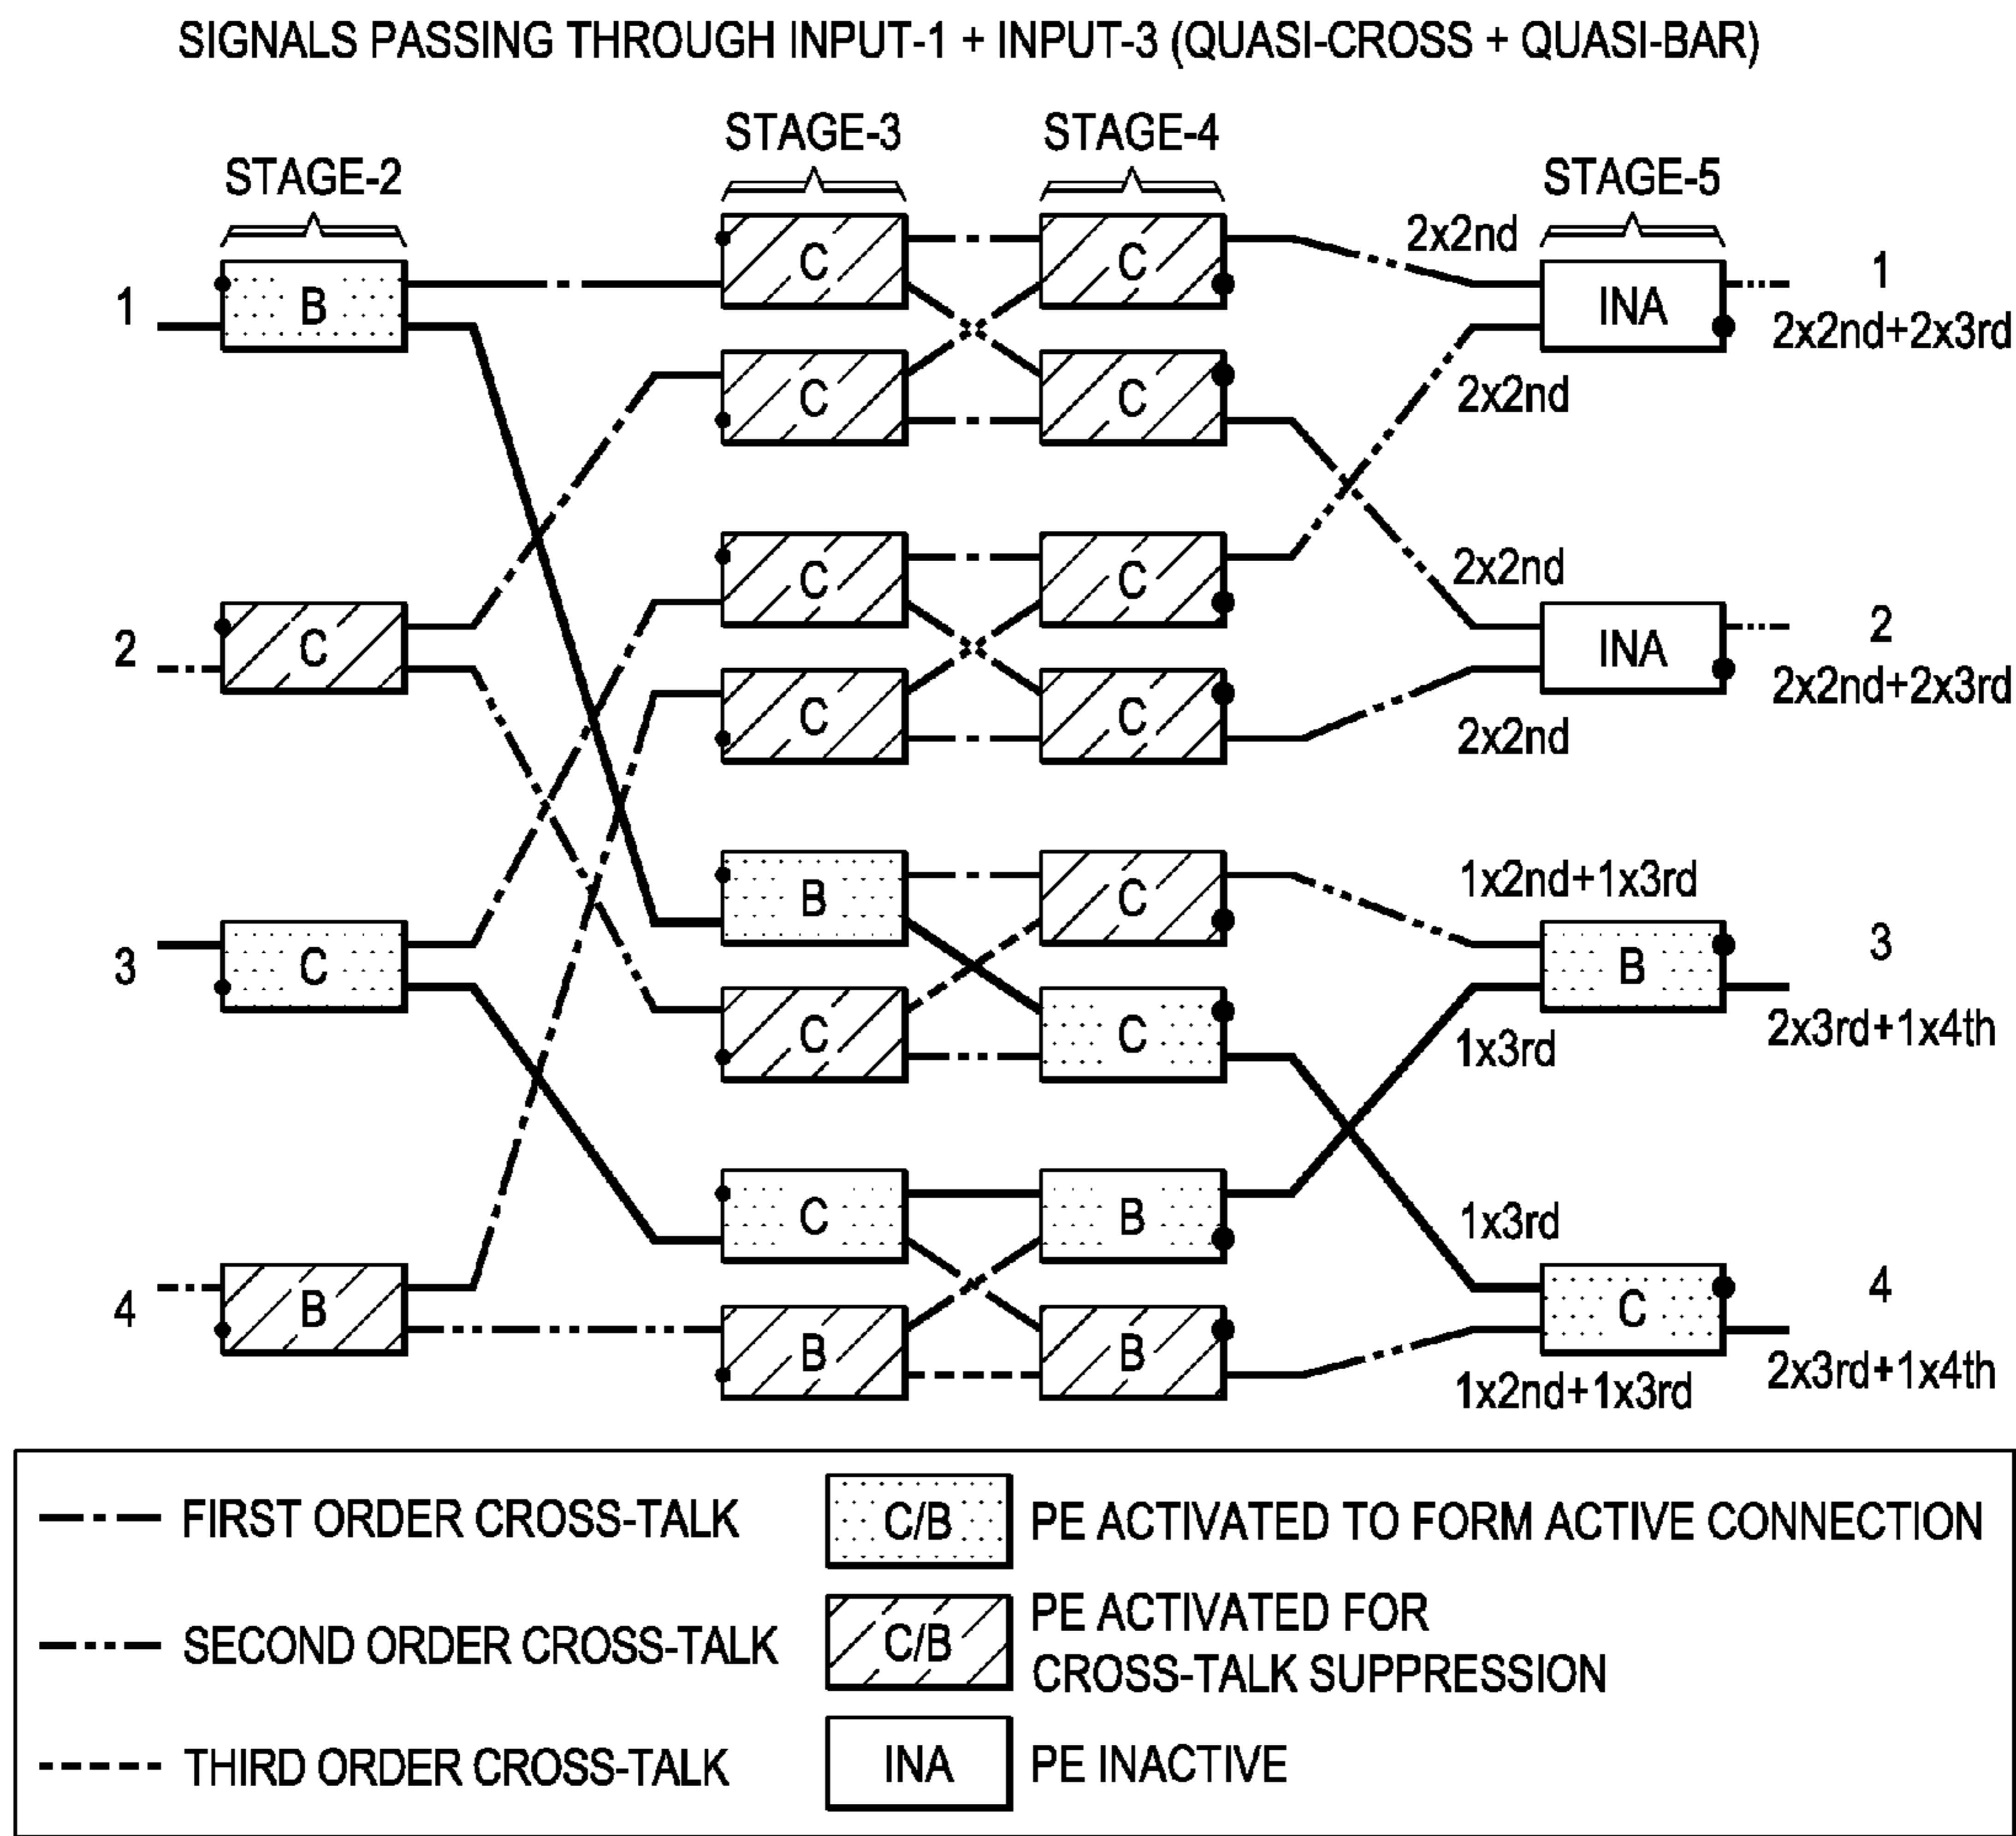 SIGNALS PASSING THROUGH INPUT-1 + INPUT-3 (QUASI-CROSS + QUASI-BAR)
STAGE-2
STAGE-3
STAGE-4
STAGE-5
1
B
C
C
2x2nd
INA
1
2x2nd+2x3rd
C
C
2x2nd
2
C
C
C
2x2nd
INA
2
2x2nd+2x3rd
C
C
2x2nd
3
C
B
C
1x2nd+1x3rd
B
3
2x3rd+1x4th
C
C
1x3rd
4
B
C
B
1x3rd
C
4
2x3rd+1x4th
B
B
1x2nd+1x3rd
FIRST ORDER CROSS-TALK
C/B
PE ACTIVATED TO FORM ACTIVE CONNECTION
SECOND ORDER CROSS-TALK
C/B
PE ACTIVATED FOR
CROSS-TALK SUPPRESSION
THIRD ORDER CROSS-TALK
INA
PE INACTIVE